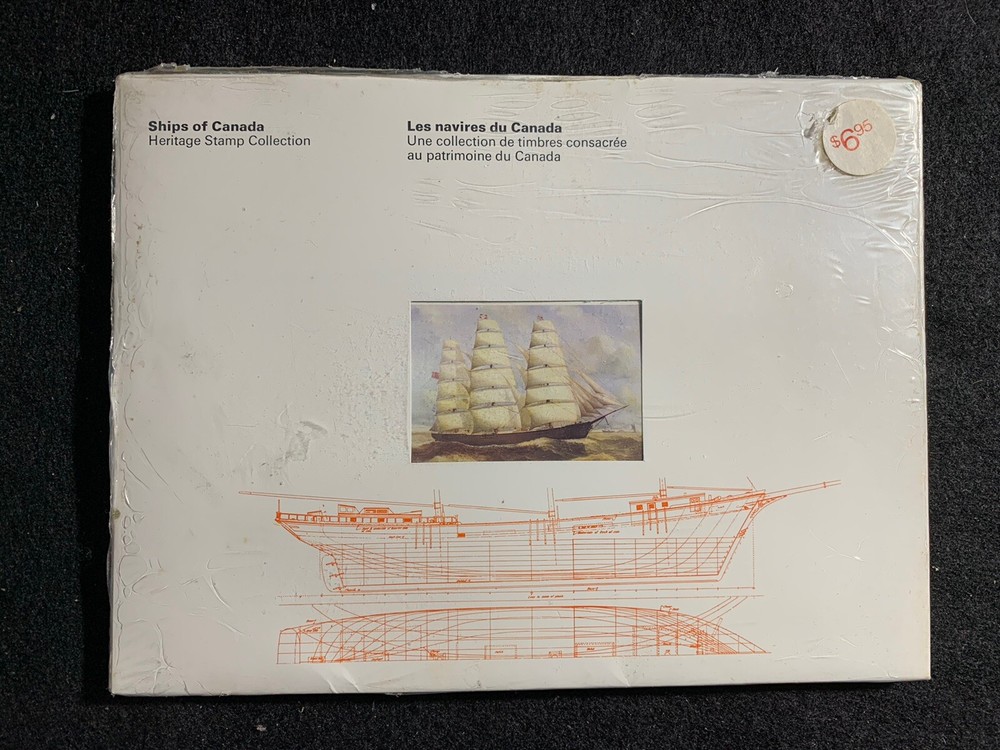 Ships of Canada
Heritage Stamp Collection
Les navires du Canada
Une collection de timbres consacrée
au patrimoine du Canada
$6.95